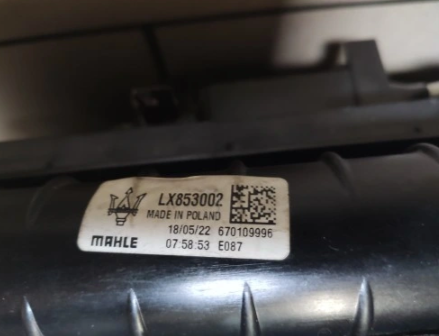 LX853002
MADE IN POLAND
18/05/22 670109996
MAHLE 07:58:53 E087